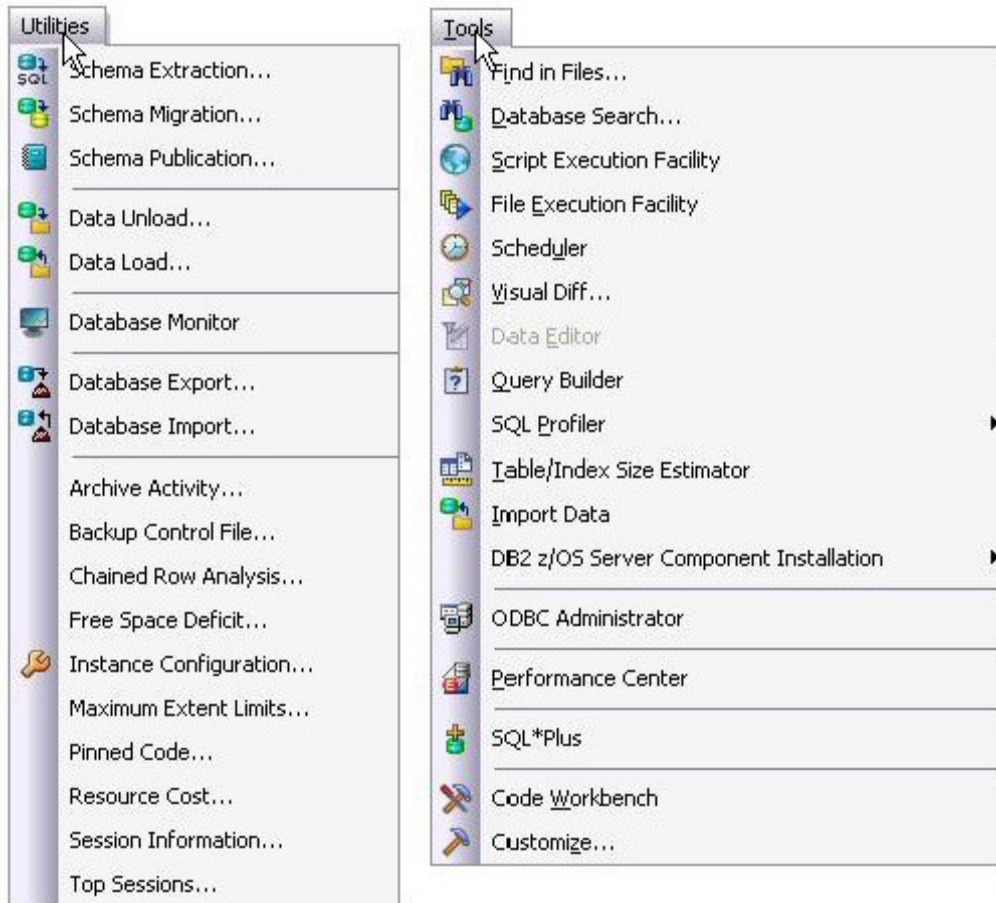 Utilities
Schema Extraction...
Schema Migration...
Schema Publication...
Data Unload...
Data Load...
Database Monitor
Database Export...
Database Import...
Archive Activity...
Backup Control File...
Chained Row Analysis...
Free Space Deficit...
Instance Configuration...
Maximum Extent Limits...
Pinned Code...
Resource Cost...
Session Information...
Top Sessions...
Tools
Find in Files...
Database Search...
Script Execution Facility
File Execution Facility
Scheduler
Visual Diff...
Data Editor
Query Builder
SQL Profiler
Table/Index Size Estimator
Import Data
DB2 z/OS Server Component Installation
ODBC Administrator
Performance Center
SQL*Plus
Code Workbench
Customize...